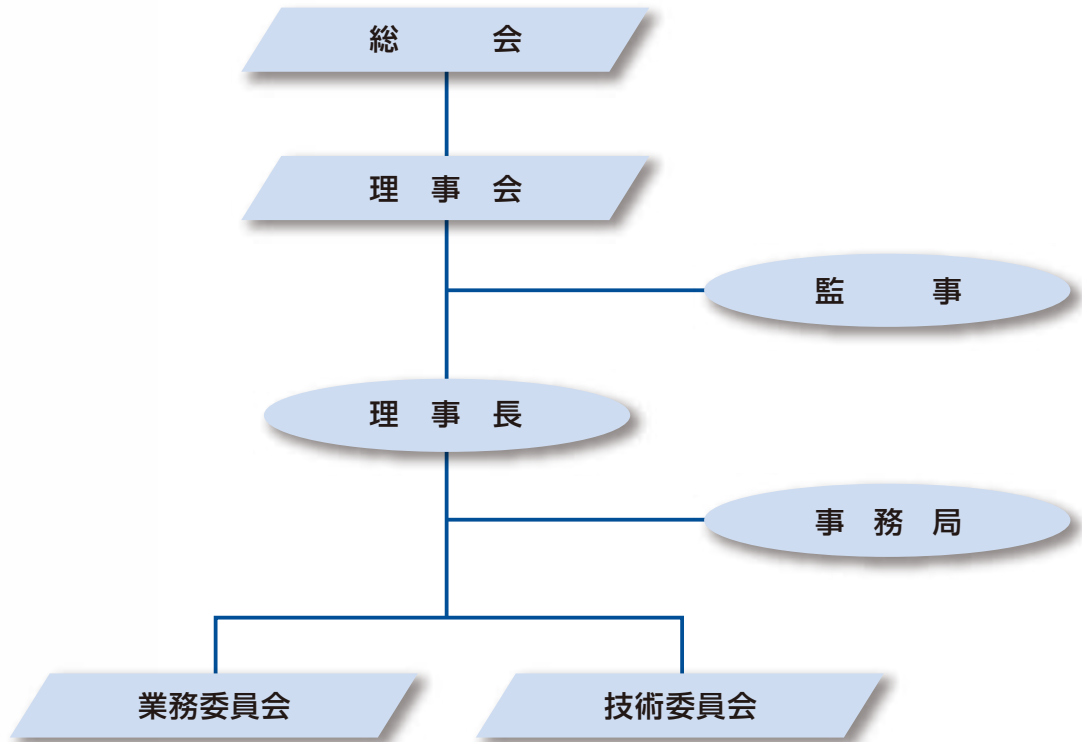 総　会
理 事 会
監　事
理 事 長
事 務 局
業務委員会
技術委員会